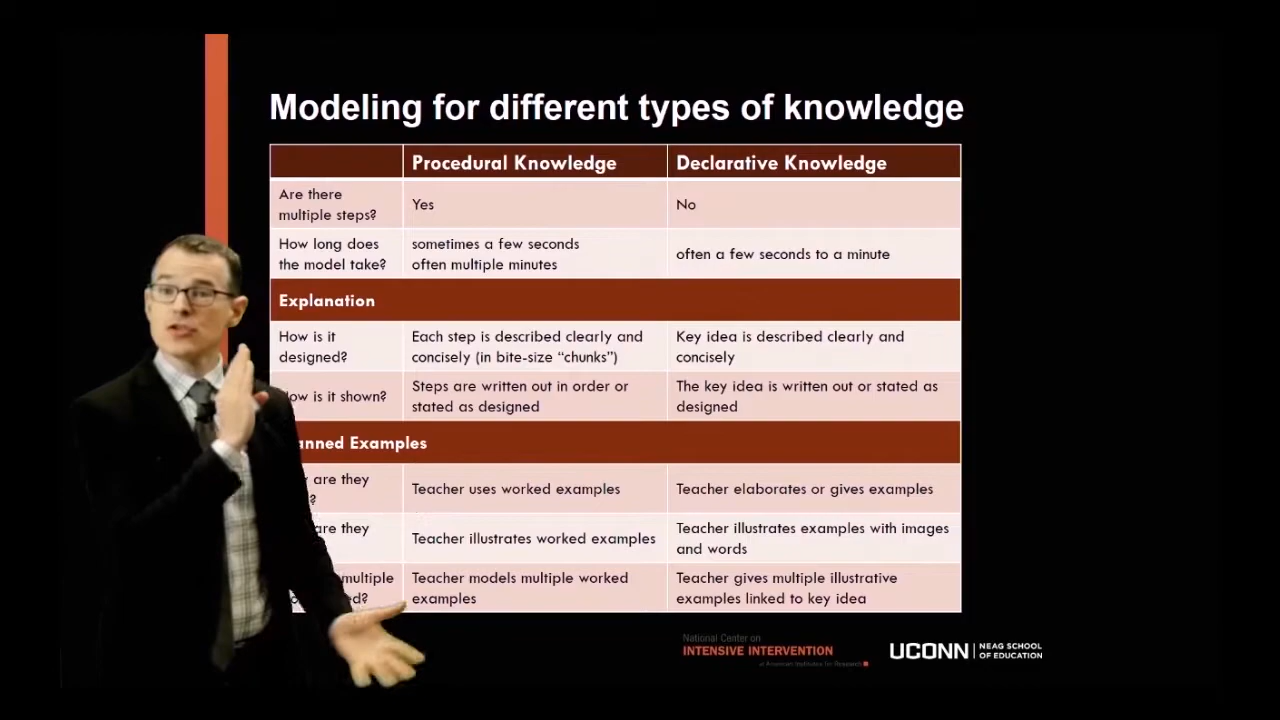 Modeling for different types of knowledge
Procedural Knowledge
Declarative Knowledge
Are there
multiple steps?
Yes
No
How long does
the model take?
sometimes a few seconds
often multiple minutes
often a few seconds to a minute
Explanation
How is it
designed?
Each step is described clearly and
concisely (in bite-size “chunks”)
Key idea is described clearly and
concisely
is it shown?
Steps are written out in order or
stated as designed
The key idea is written out or stated as
designed
Examples
are they
Teacher uses worked examples
Teacher elaborates or gives examples
are they
Teacher illustrates worked examples
Teacher illustrates examples with images
and words
multiple
Teacher models multiple worked
examples
Teacher gives multiple illustrative
examples linked to key idea
National Center on
INTENSIVE INTERVENTION
at American Institutes for Research
UCONN
NEAG SCHOOL
OF EDUCATION